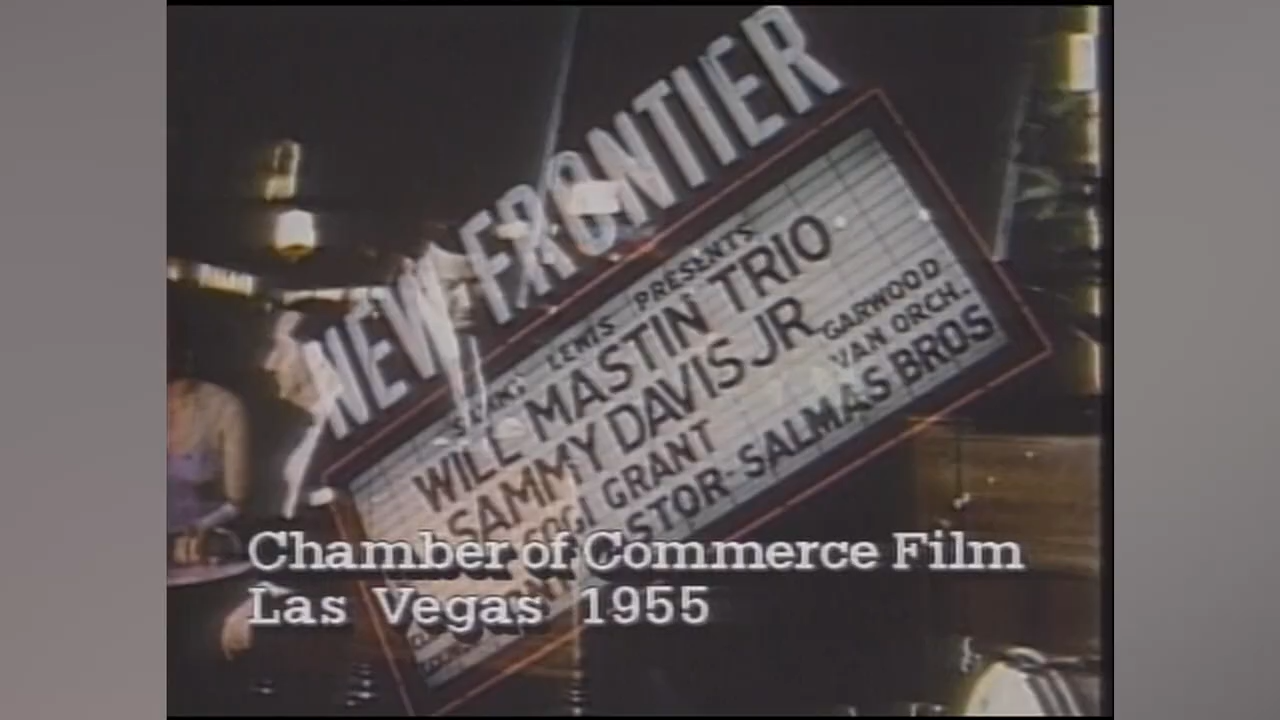 NEW FRONTIER
LEWIS PRESENTS
WILL MASTIN TRIO
SAMMY DAVIS JR
GARWOOD
VAN ORCH.
GOGI GRANT
SALMAS BROS
Chamber of Commerce Film
Las Vegas 1955